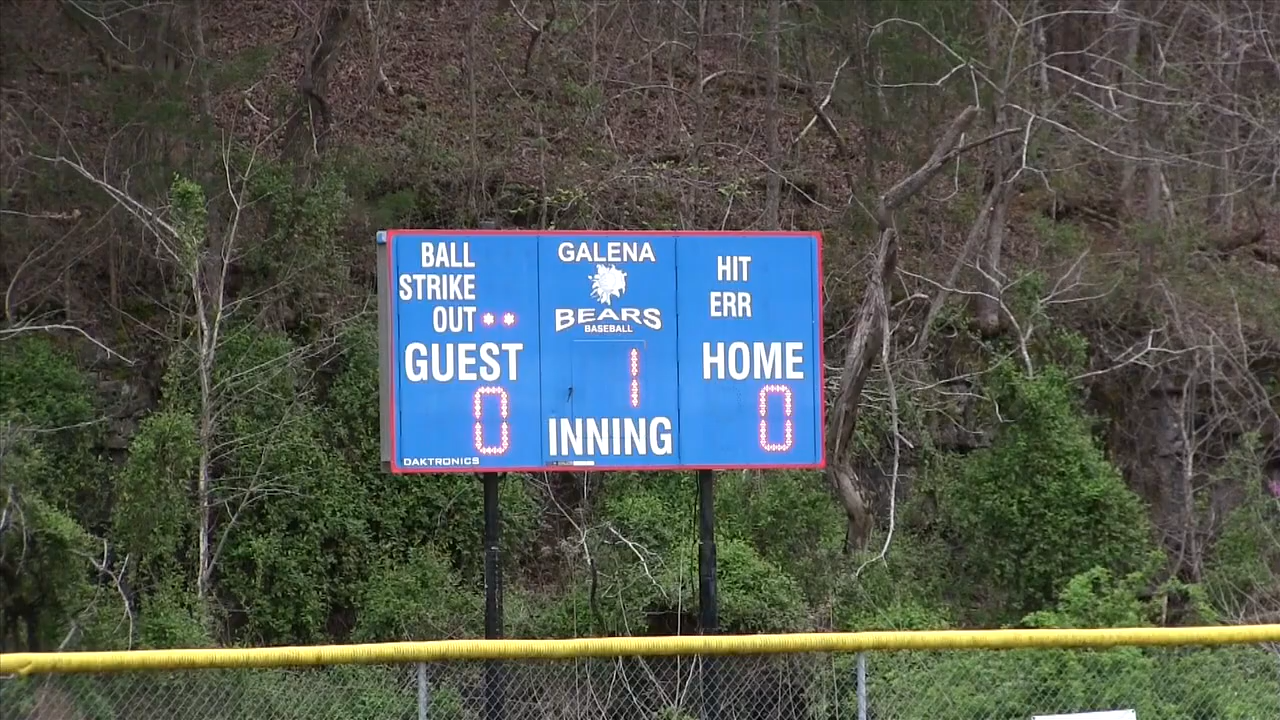 BALL
STRIKE
OUT
GUEST
0
DAKTRONICS
GALENA
BEARS
BASEBALL
1
INNING
HIT
ERR
HOME
0